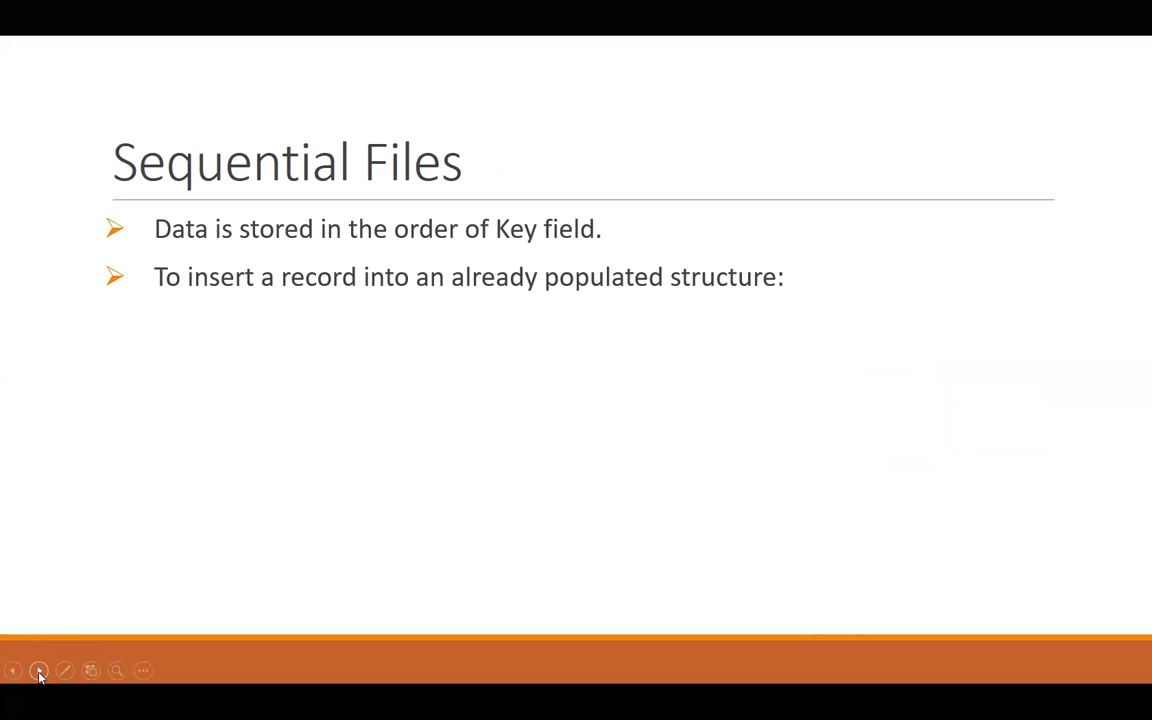 Sequential Files
Data is stored in the order of Key field.
To insert a record into an already populated structure: